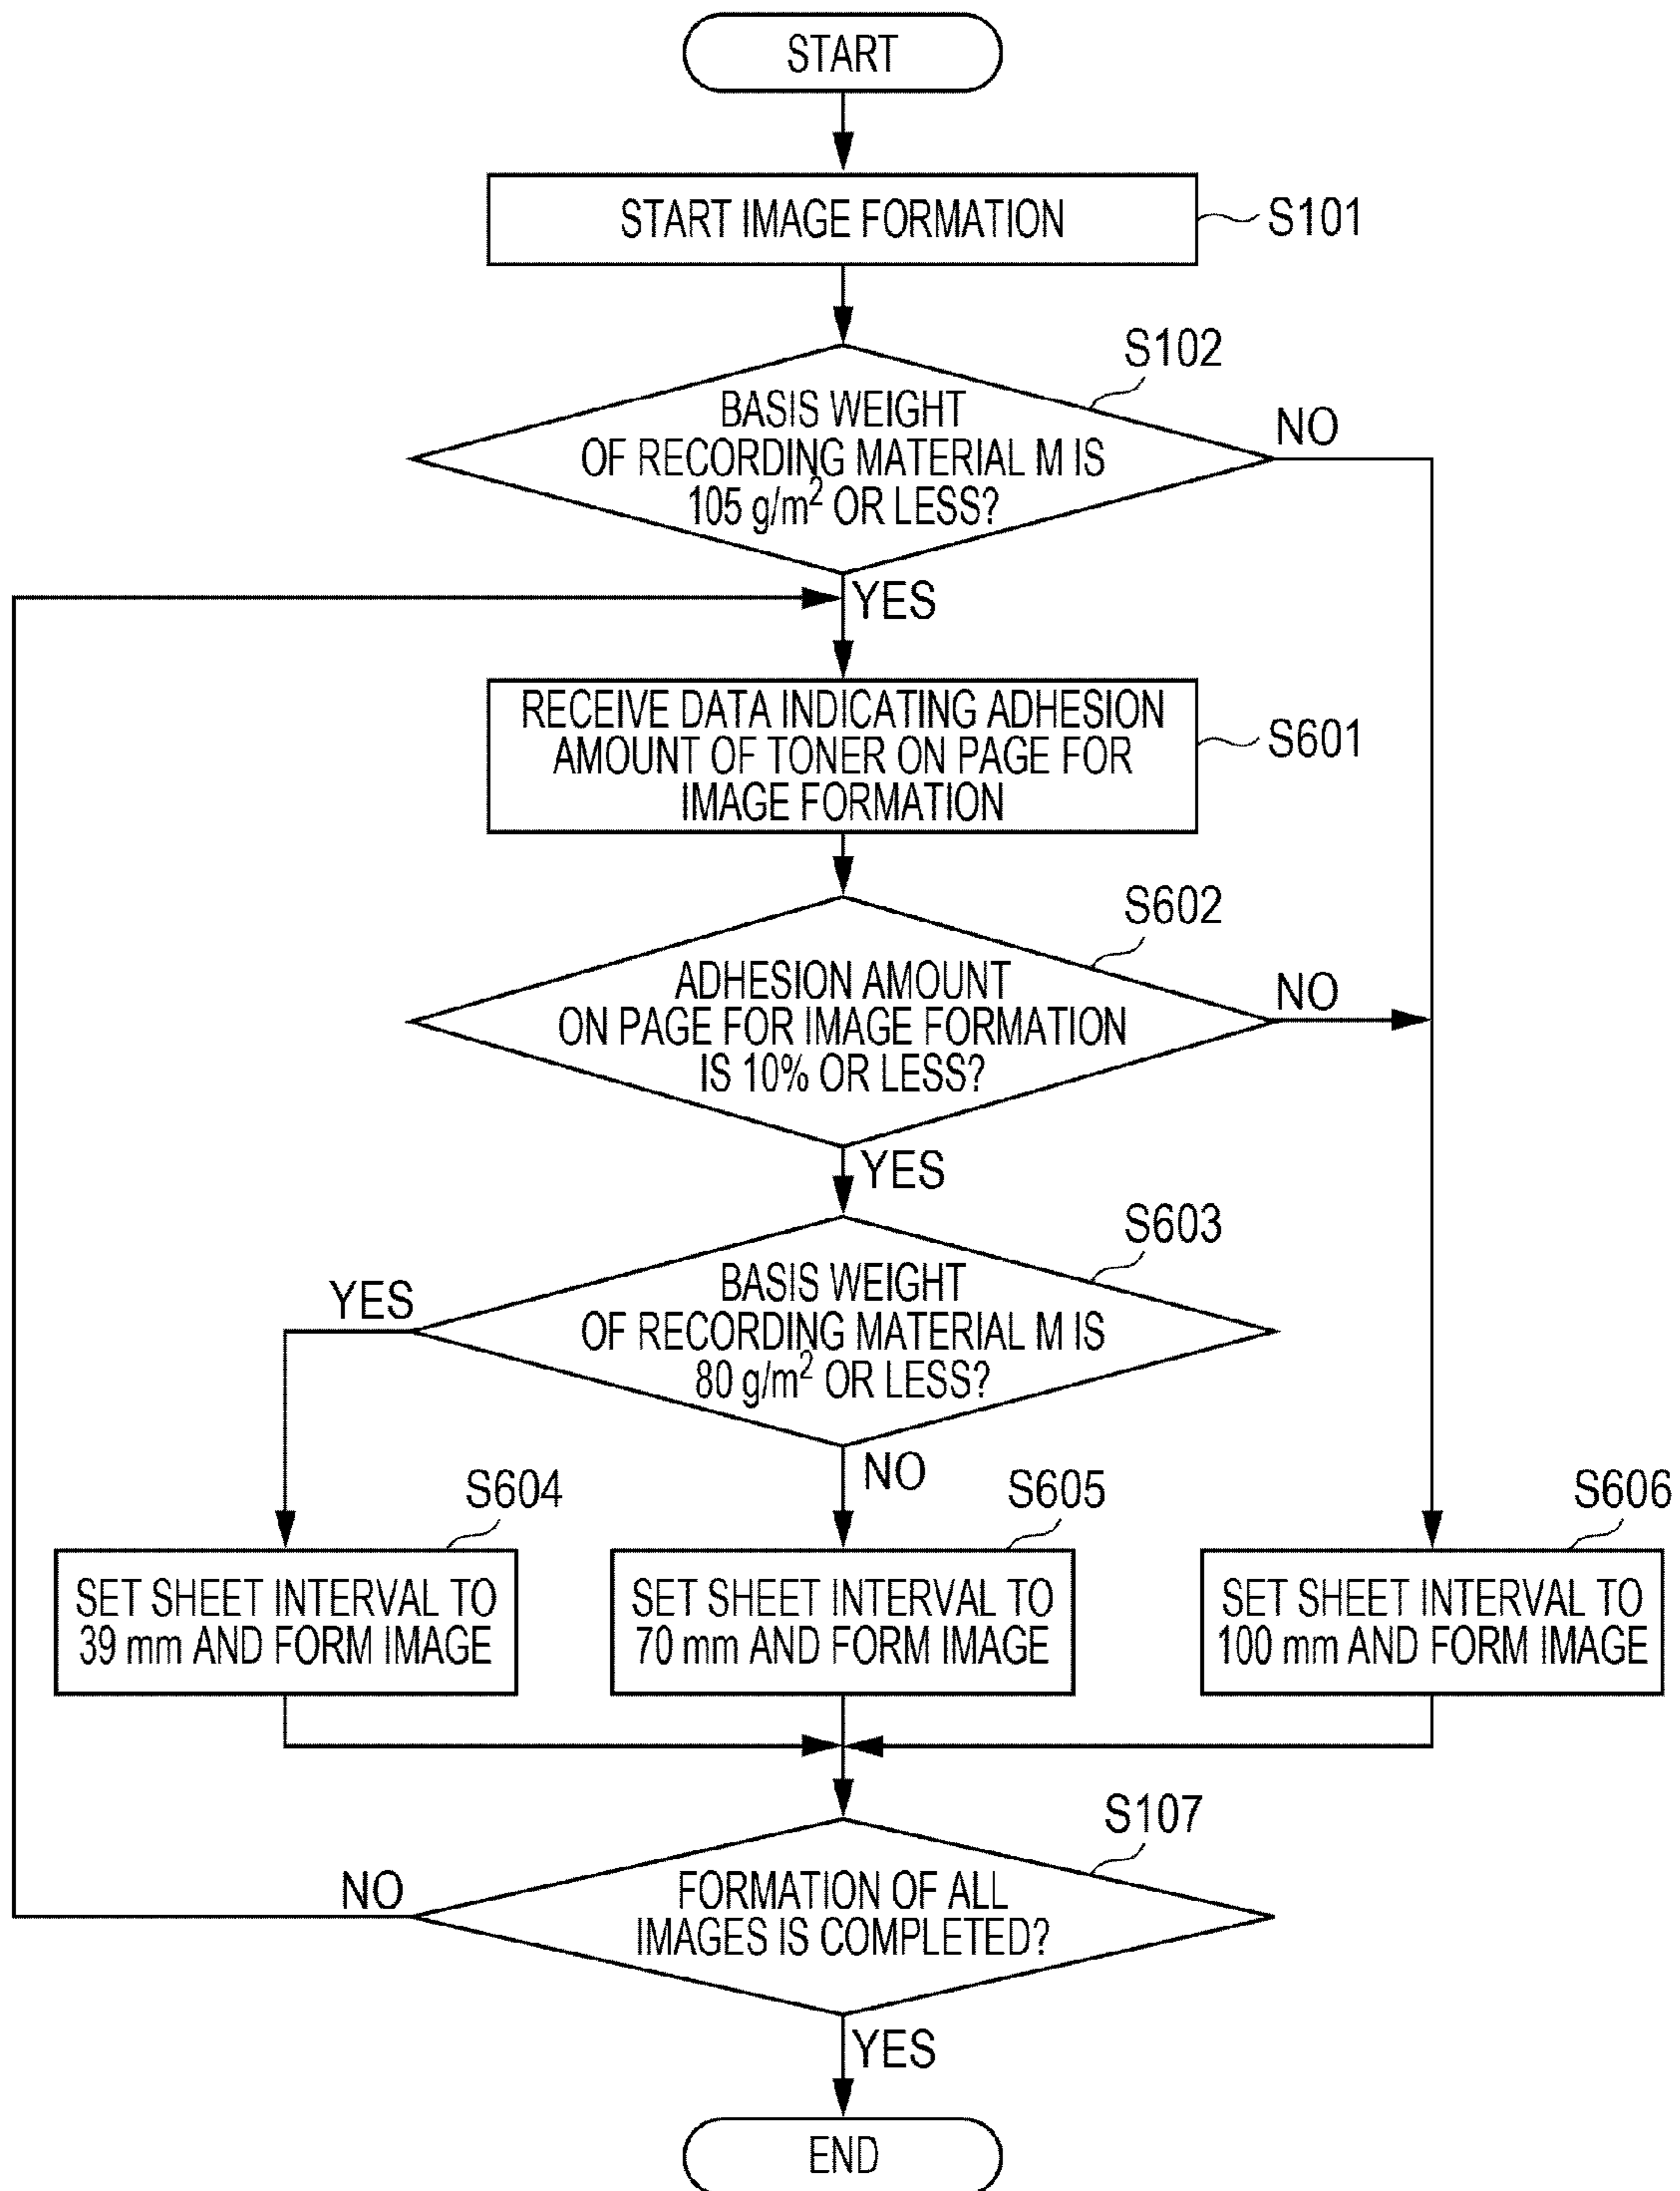 START
START IMAGE FORMATION
S101
S102
BASIS WEIGHT
OF RECORDING MATERIAL M IS
105 g/m² OR LESS?
NO
YES
RECEIVE DATA INDICATING ADHESION
AMOUNT OF TONER ON PAGE FOR
IMAGE FORMATION
S601
S602
ADHESION AMOUNT
ON PAGE FOR IMAGE FORMATION
IS 10% OR LESS?
NO
YES
S603
BASIS WEIGHT
OF RECORDING MATERIAL M IS
80 g/m² OR LESS?
YES
NO
S604
SET SHEET INTERVAL TO
39 mm AND FORM IMAGE
S605
SET SHEET INTERVAL TO
70 mm AND FORM IMAGE
S606
SET SHEET INTERVAL TO
100 mm AND FORM IMAGE
S107
FORMATION OF ALL
IMAGES IS COMPLETED?
NO
YES
END